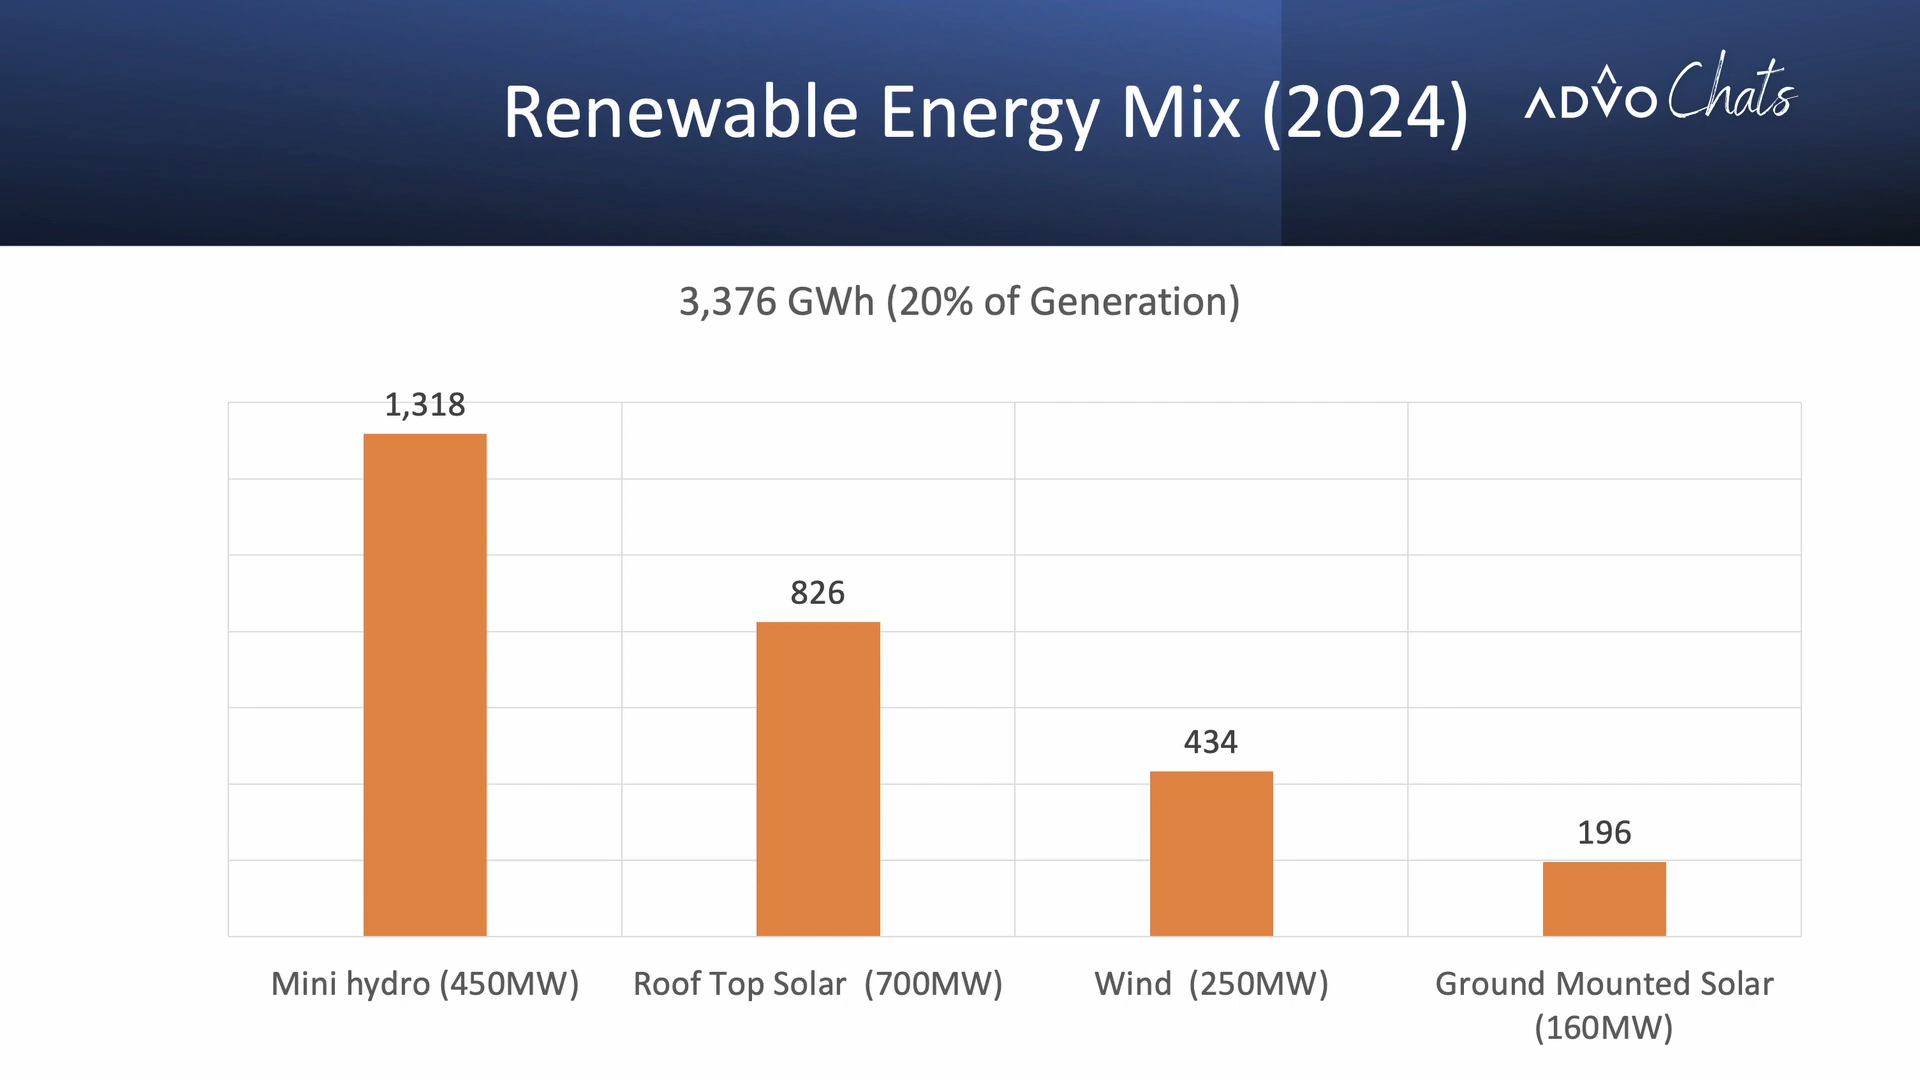 Renewable Energy Mix (2024)
ADVO Chats
3,376 GWh (20% of Generation)
1,318
826
434
196
Mini hydro (450MW)
Roof Top Solar (700MW)
Wind (250MW)
Ground Mounted Solar
(160MW)